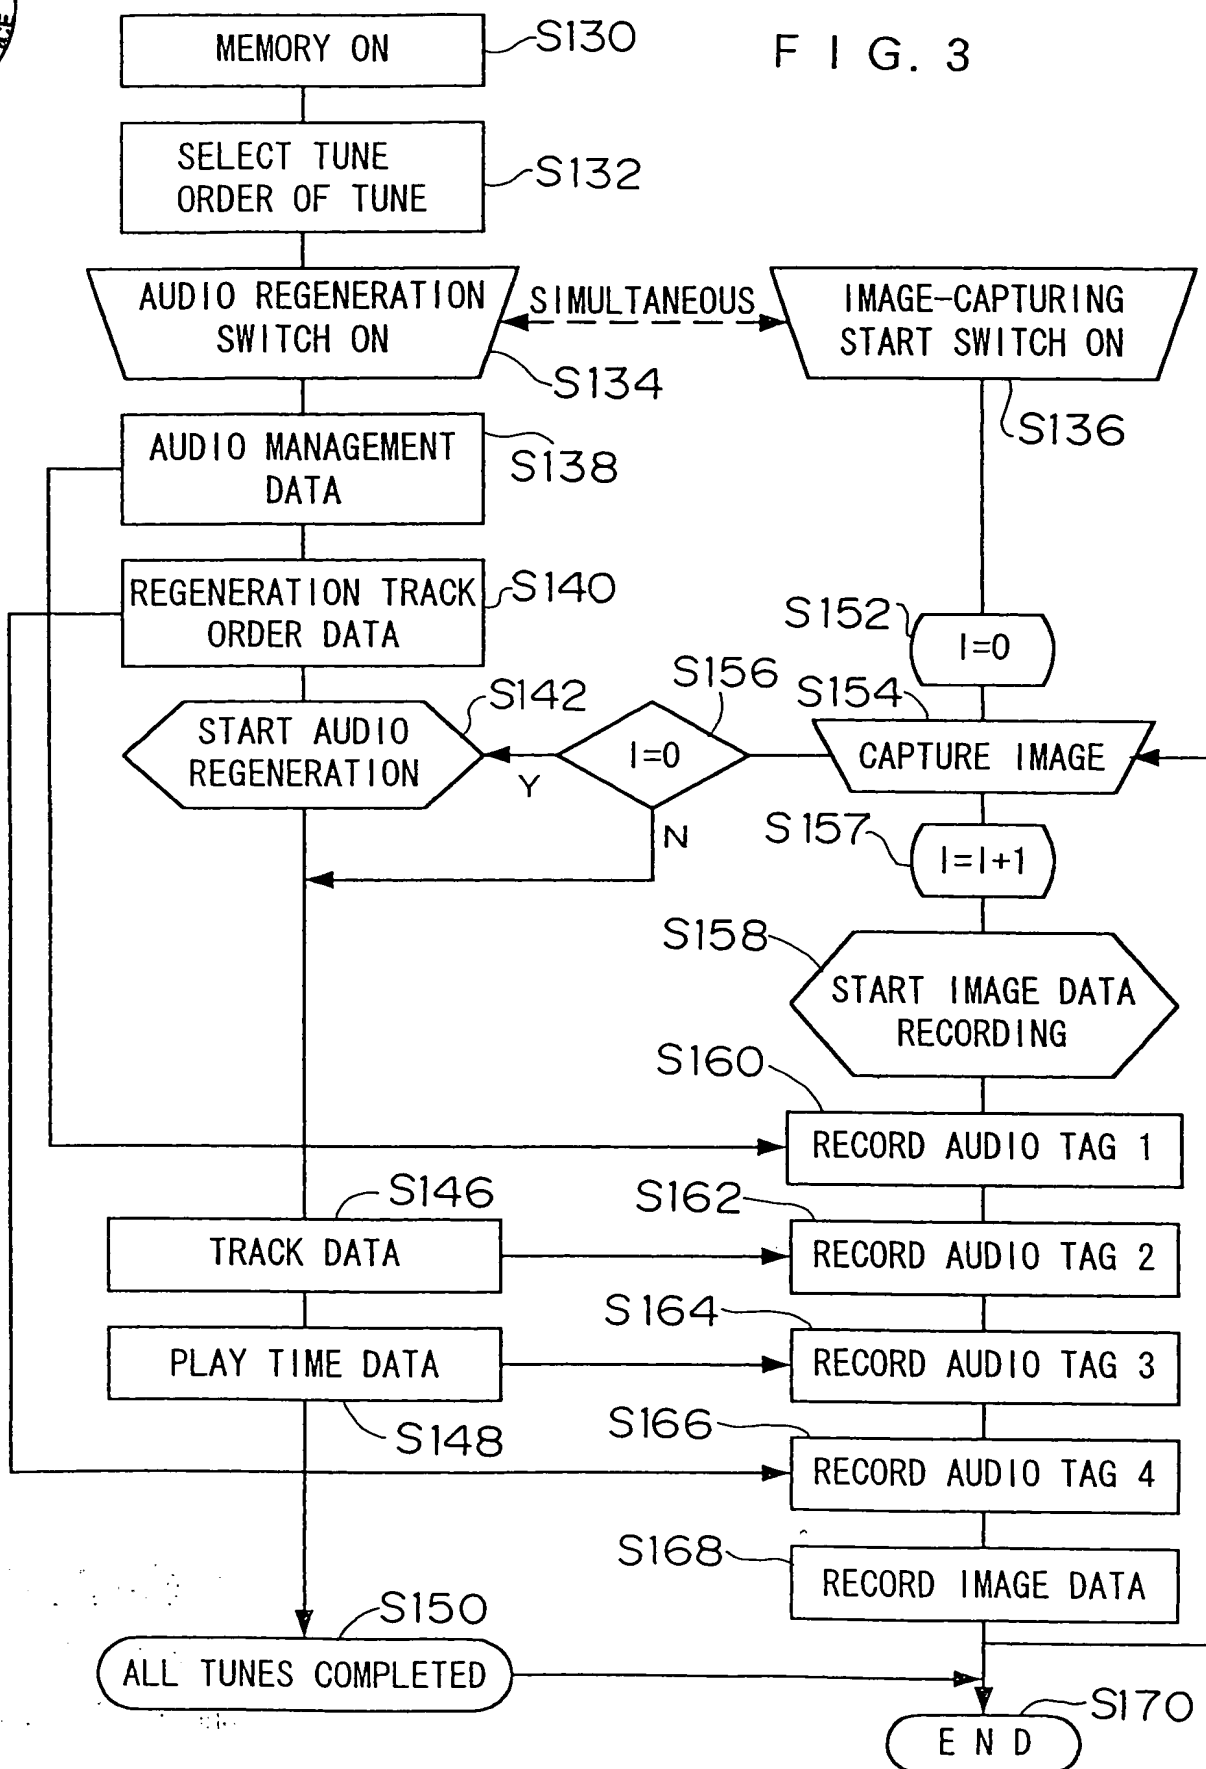 F I G. 3
MEMORY ON
S130
SELECT TUNE
ORDER OF TUNE
S132
AUDIO REGENERATION
SWITCH ON
S134
SIMULTANEOUS
IMAGE-CAPTURING
START SWITCH ON
S136
AUDIO MANAGEMENT
DATA
S138
REGENERATION TRACK
ORDER DATA
S140
S152
I=0
START AUDIO
REGENERATION
S142
Y
S156
I=0
N
S154
CAPTURE IMAGE
S157
I=I+1
S158
START IMAGE DATA
RECORDING
S160
RECORD AUDIO TAG 1
S146
TRACK DATA
S162
RECORD AUDIO TAG 2
PLAY TIME DATA
S148
S164
RECORD AUDIO TAG 3
S166
RECORD AUDIO TAG 4
S168
RECORD IMAGE DATA
S150
ALL TUNES COMPLETED
S170
E N D